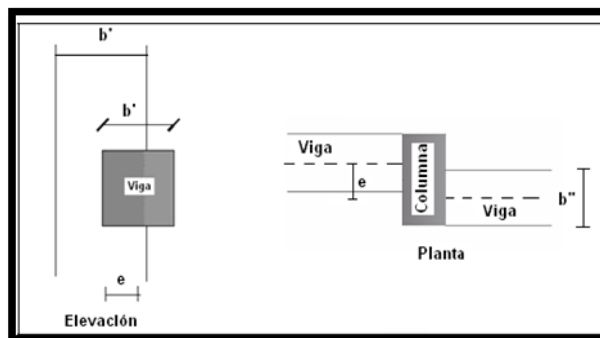 b'
b'
Viga
e
Elevación
Viga
e
Columna
Viga
b"
Planta